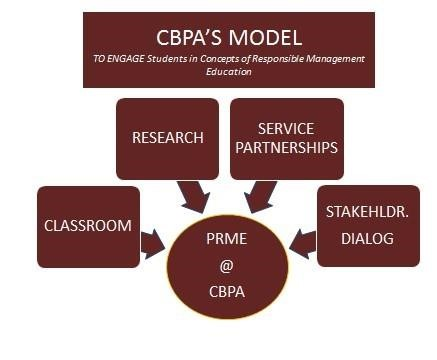 CBPA'S MODEL
TO ENGAGE Students in Concepts of Responsible Management
Education
RESEARCH
SERVICE
PARTNERSHIPS
CLASSROOM
STAKEHLDR.
DIALOG
PRME
@
CBPA